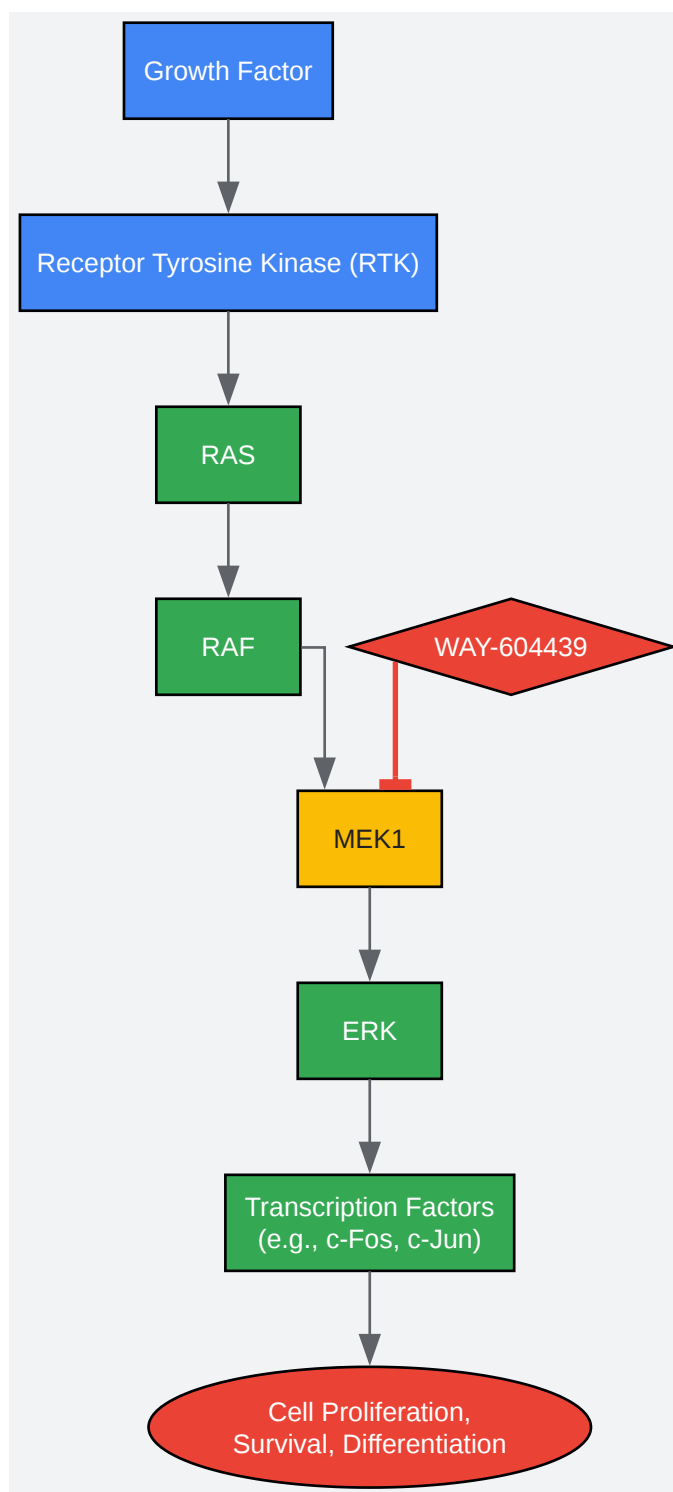 Growth Factor
Receptor Tyrosine Kinase (RTK)
RAS
RAF
WAY-604439
MEK1
ERK
Transcription Factors
(e.g., c-Fos, c-Jun)
Cell Proliferation,
Survival, Differentiation